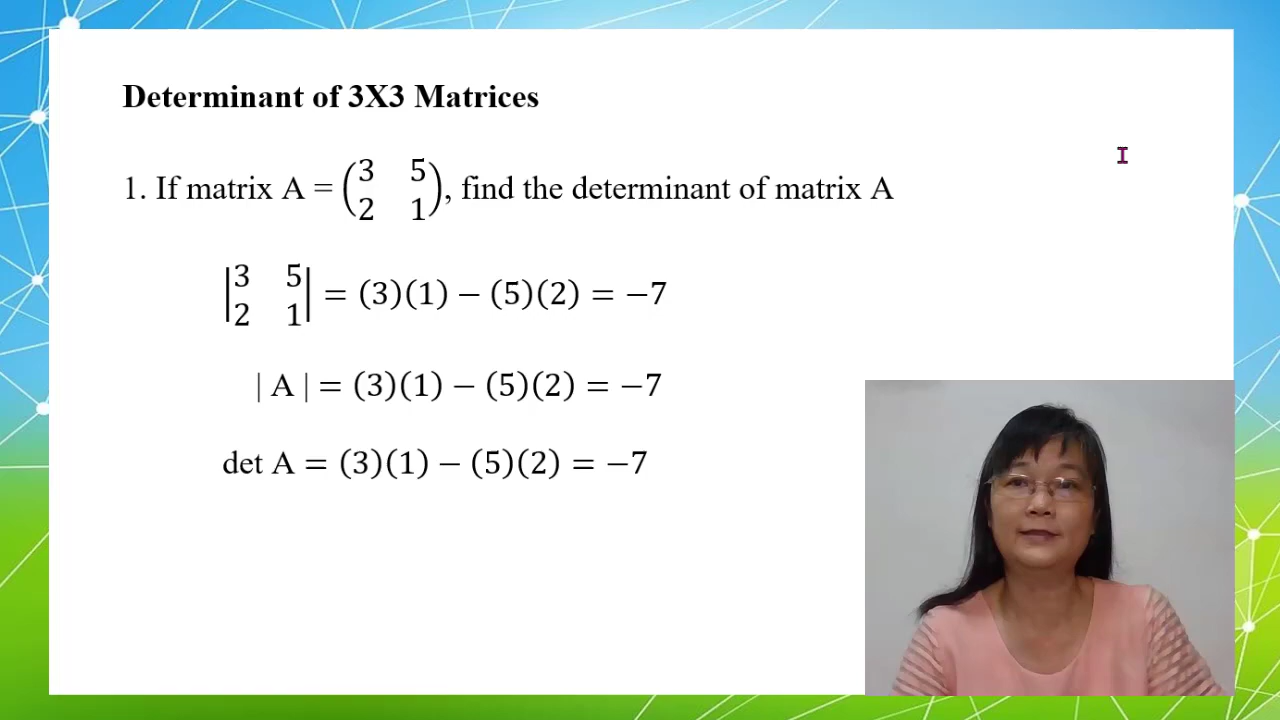 Determinant of 3X3 Matrices
1. If matrix A = (3 5
2 1), find the determinant of matrix A
|3 5
2 1| = (3)(1) − (5)(2) = −7
| A | = (3)(1) − (5)(2) = −7
det A = (3)(1) − (5)(2) = −7